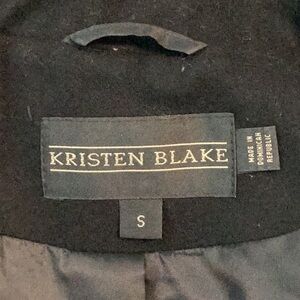 KRISTEN BLAKE
MADE IN
DOMINICAN
REPUBLIC
S